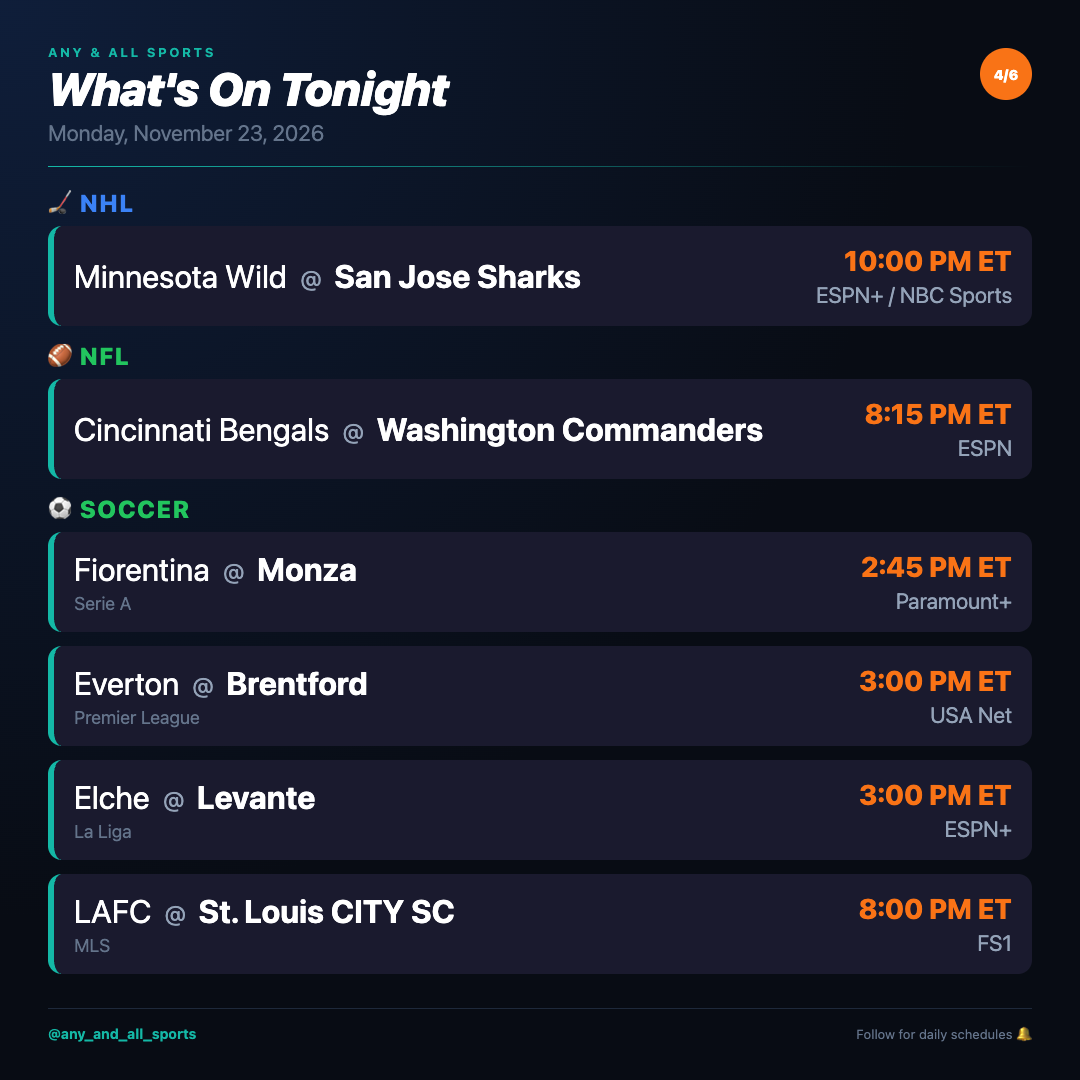 ANY & ALL SPORTS
What's On Tonight
Monday, November 23, 2026
4/6
NHL
Minnesota Wild @ San Jose Sharks
10:00 PM ET
ESPN+ / NBC Sports
NFL
Cincinnati Bengals @ Washington Commanders
8:15 PM ET
ESPN
SOCCER
Fiorentina @ Monza
Serie A
2:45 PM ET
Paramount+
Everton @ Brentford
Premier League
3:00 PM ET
USA Net
Elche @ Levante
La Liga
3:00 PM ET
ESPN+
LAFC @ St. Louis CITY SC
MLS
8:00 PM ET
FS1
@any_and_all_sports
Follow for daily schedules 🔔